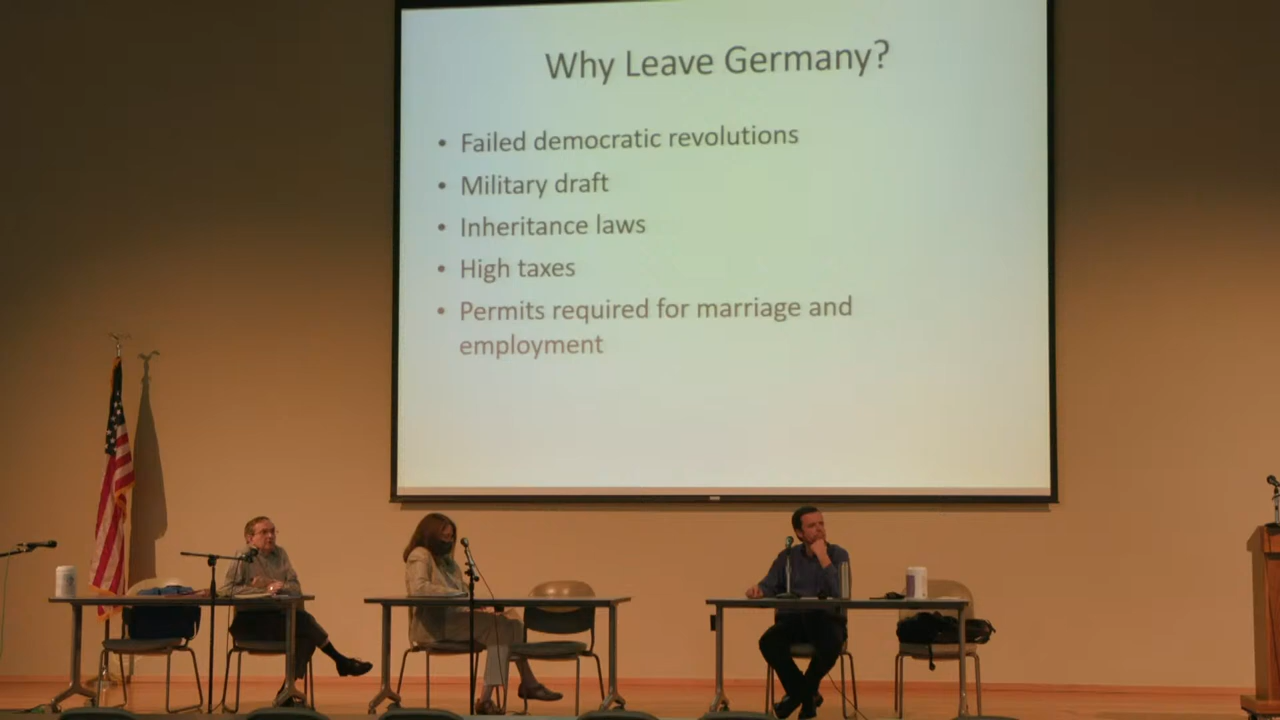 Why Leave Germany?
• Failed democratic revolutions
• Military draft
• Inheritance laws
• High taxes
• Permits required for marriage and
employment